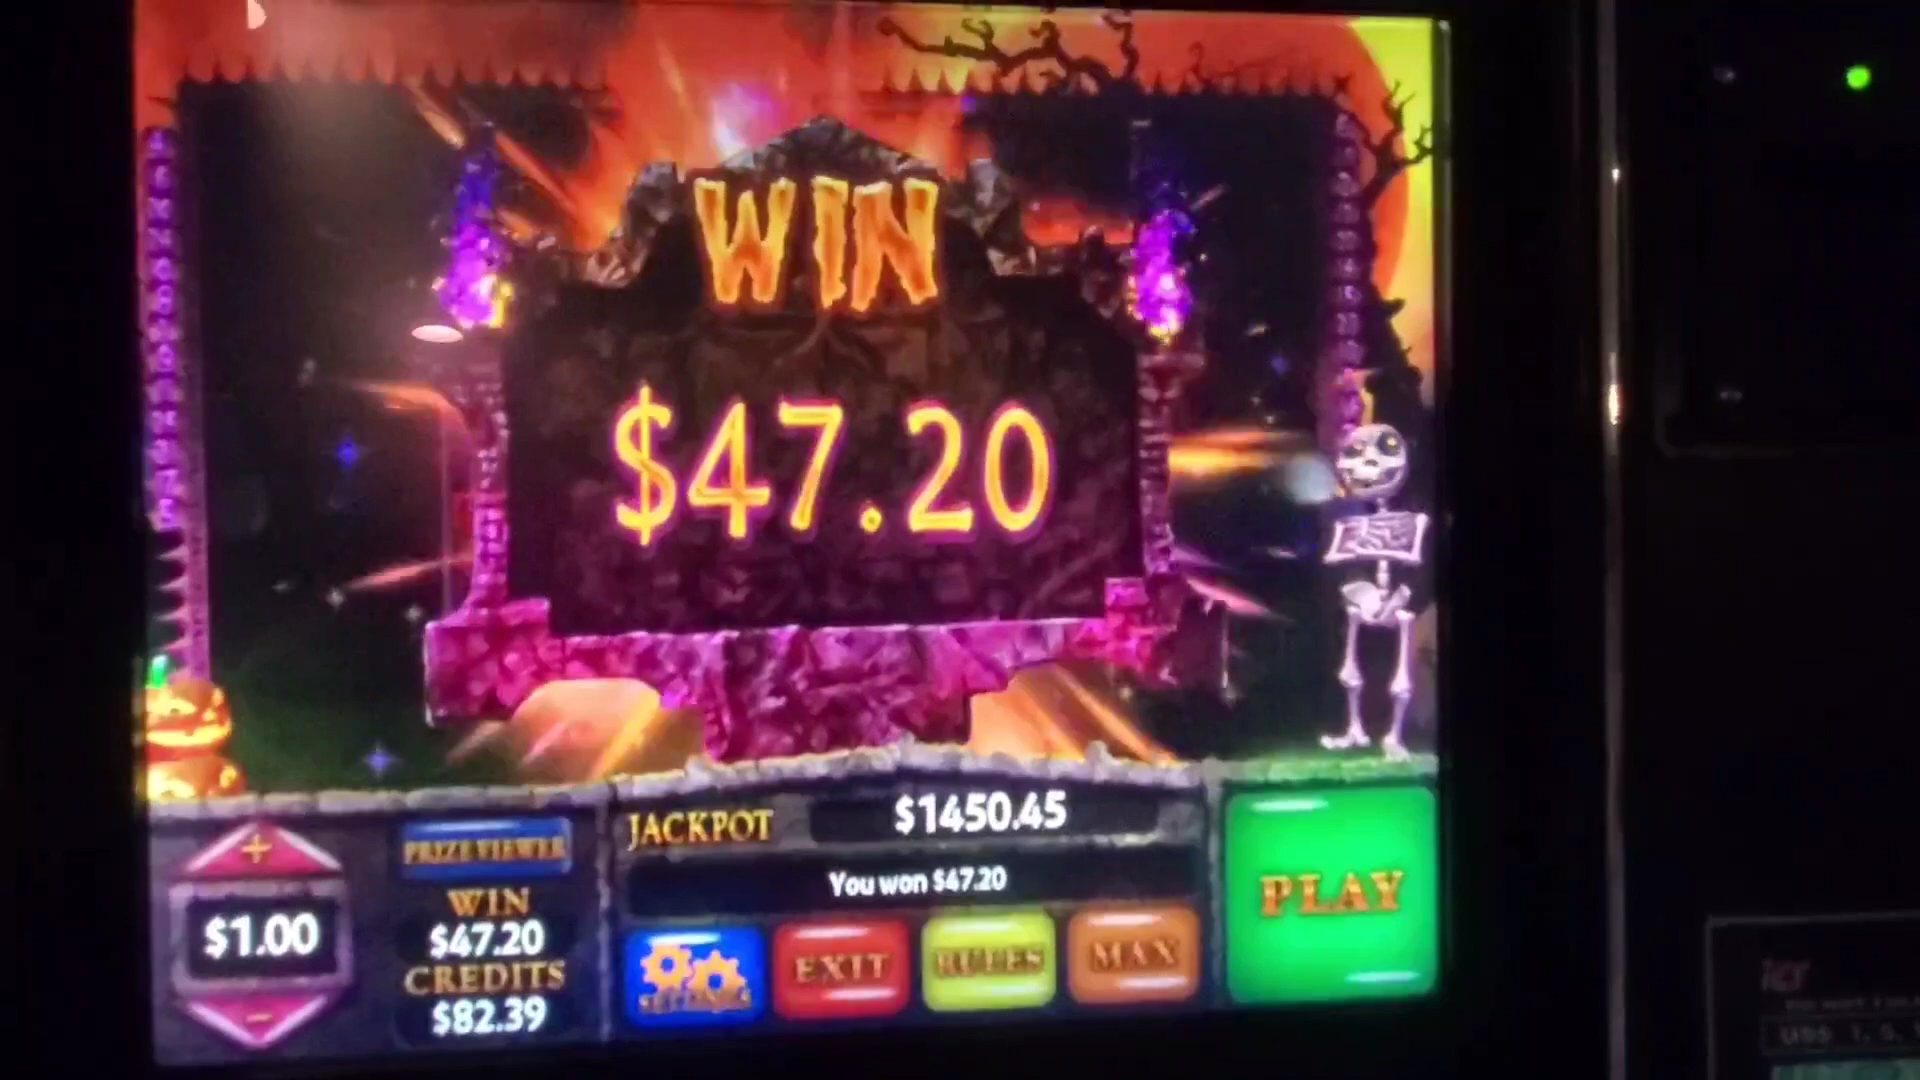 WIN
$47.20
JACKPOT $1450.45
You won $47.20
PRIZE VIEWER
WIN
$47.20
CREDITS
$82.39
+
$1.00
-
SETTINGS
EXIT
RULES
MAX
PLAY